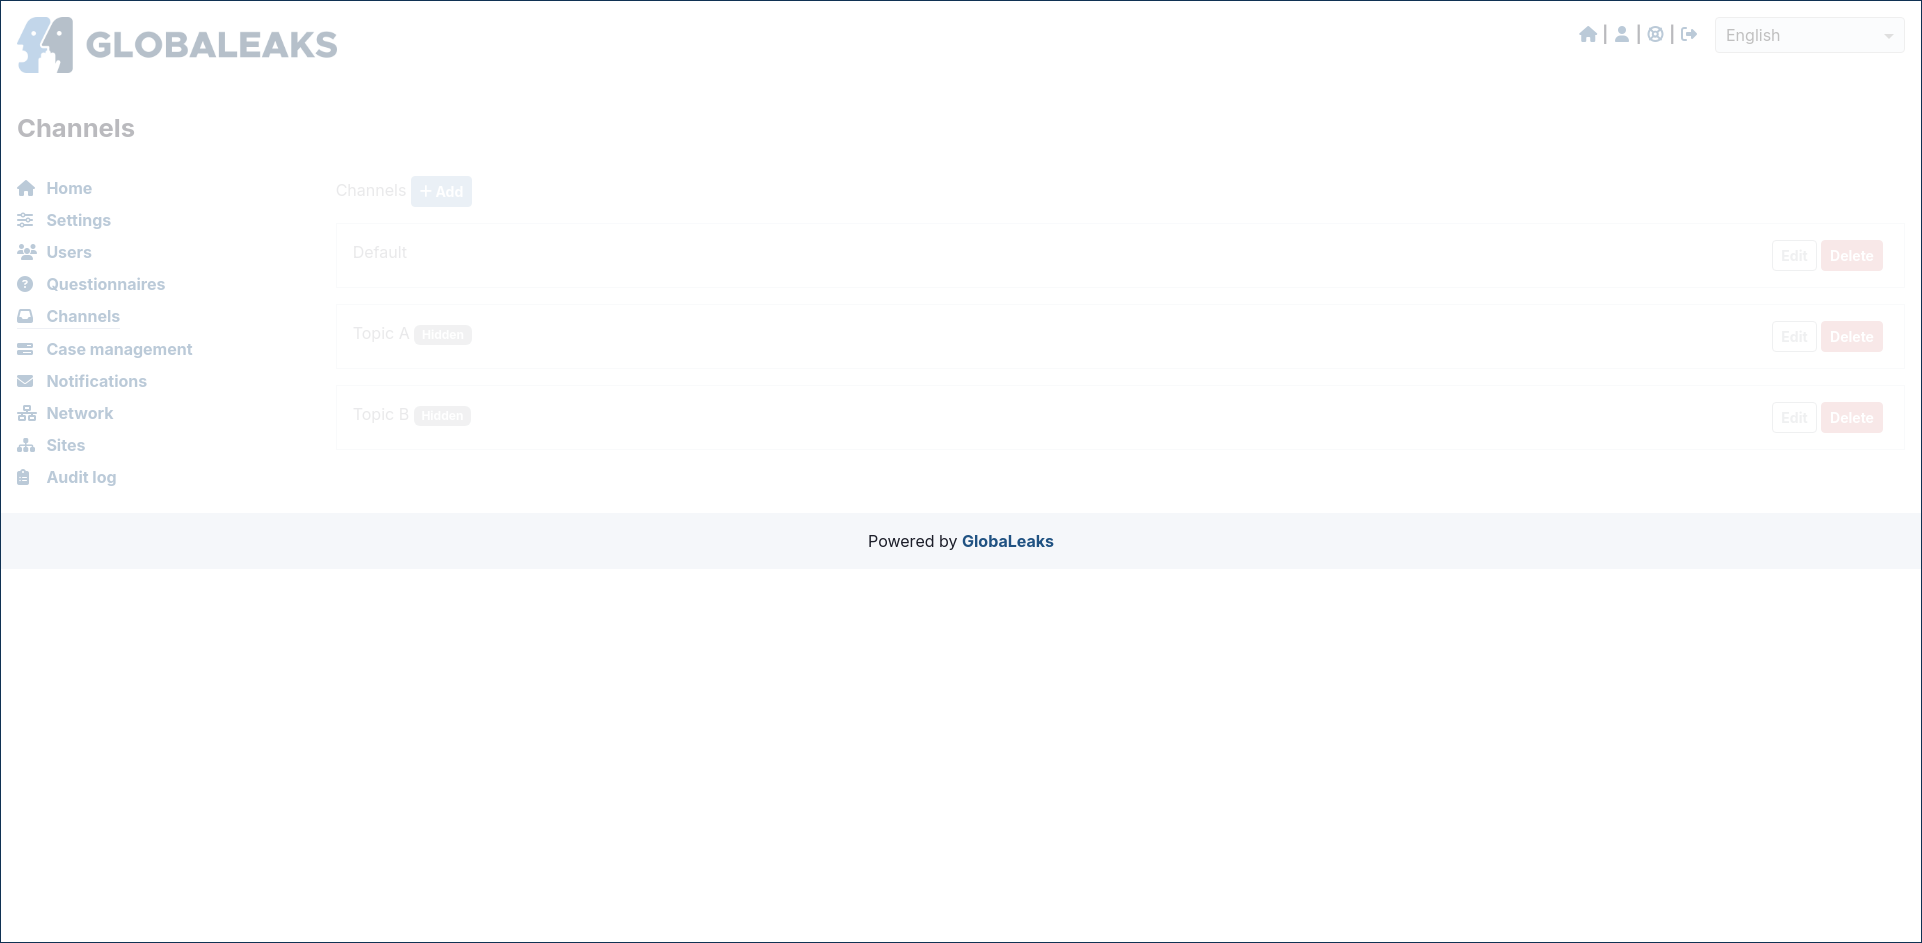 GLOBALEAKS
English
Channels
Home
Settings
Users
Questionnaires
Channels
Case management
Notifications
Network
Sites
Audit log
Channels + Add
Default Edit Delete
Topic A Hidden Edit Delete
Topic B Hidden Edit Delete
Powered by GlobaLeaks